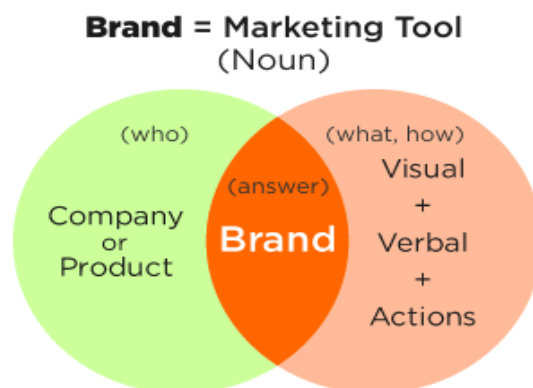 Brand = Marketing Tool
(Noun)
(who)
Company
or
Product
(answer)
Brand
(what, how)
Visual
+
Verbal
+
Actions